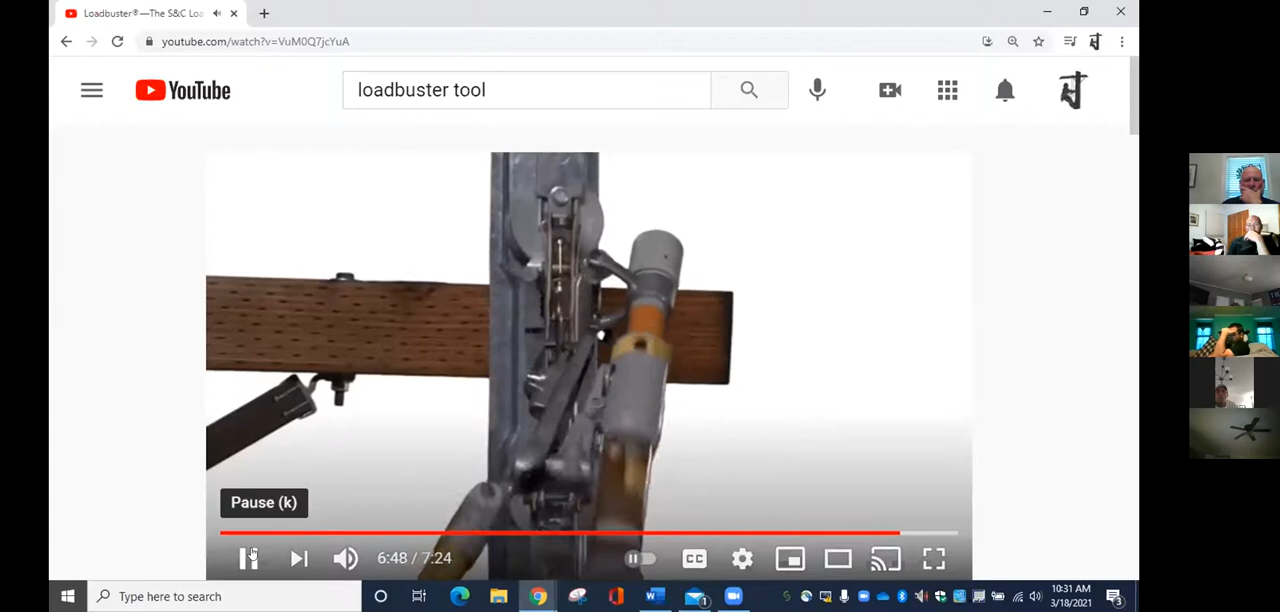 Loadbuster®—The S&C Loa
youtube.com/watch?v=VuM0Q7jcYuA
YouTube
loadbuster tool
Pause (k)
6:48 / 7:24
CC
Type here to search
10:31 AM
3/18/2021